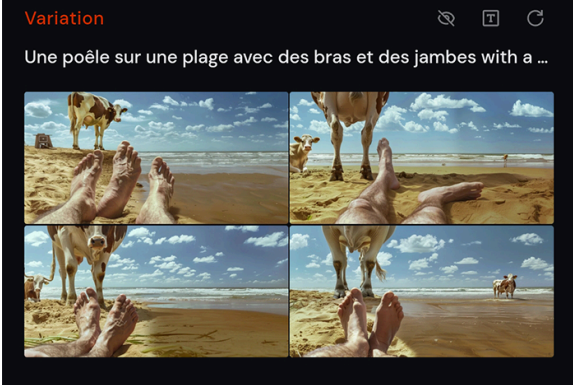 Variation
Une poêle sur une plage avec des bras et des jambes with a ...